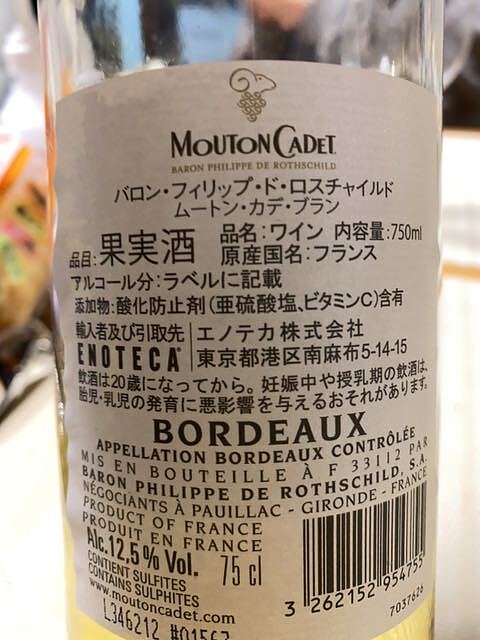 MOUTON CADET
BARON PHILIPPE DE ROTHSCHILD
バロン・フィリップ・ド・ロスチャイルド
ムートン・カデ・ブラン
品目:果実酒 品名:ワイン 内容量:750ml
原産国名:フランス
アルコール分:ラベルに記載
添加物:酸化防止剤(亜硫酸塩、ビタミンC)含有
輸入者及び引取先 エノテカ株式会社
ENOTECA 東京都港区南麻布5-14-15
飲酒は20歳になってから。妊娠中や授乳期の飲酒は、
胎児・乳児の発育に悪影響を与えるおそれがあります。
BORDEAUX
APPELLATION BORDEAUX CONTRÔLÉE
MIS EN BOUTEILLE À F 33112 PAR
BARON PHILIPPE DE ROTHSCHILD, S.A.
NÉGOCIANTS À PAUILLAC - GIRONDE - FRANCE
PRODUCT OF FRANCE
PRODUIT EN FRANCE
Alc.12,5% Vol. 75 cl
CONTIENT SULFITES
CONTAINS SULPHITES
www.moutoncadet.com
3 262152 954755
7037626
L346212 #01567